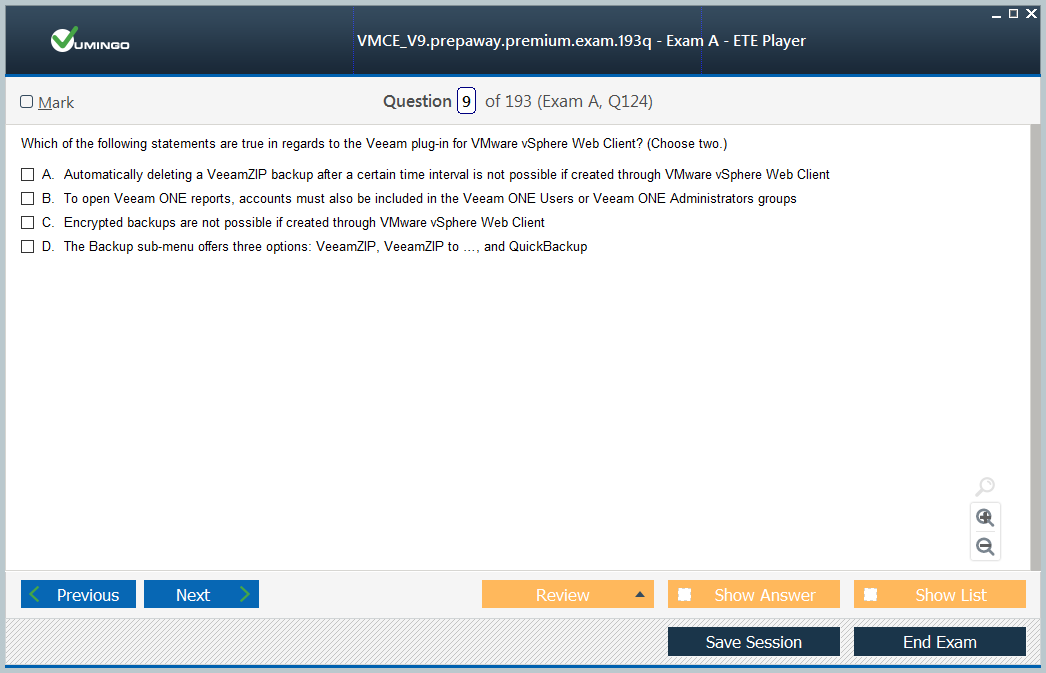 VUMINGO
VMCE_V9.prepaway.premium.exam.193q - Exam A - ETE Player
Mark
Question 9 of 193 (Exam A, Q124)
Which of the following statements are true in regards to the Veeam plug-in for VMware vSphere Web Client? (Choose two.)
A. Automatically deleting a VeeamZIP backup after a certain time interval is not possible if created through VMware vSphere Web Client
B. To open Veeam ONE reports, accounts must also be included in the Veeam ONE Users or Veeam ONE Administrators groups
C. Encrypted backups are not possible if created through VMware vSphere Web Client
D. The Backup sub-menu offers three options: VeeamZIP, VeeamZIP to ..., and QuickBackup
Previous
Next
Review
Show Answer
Show List
Save Session
End Exam